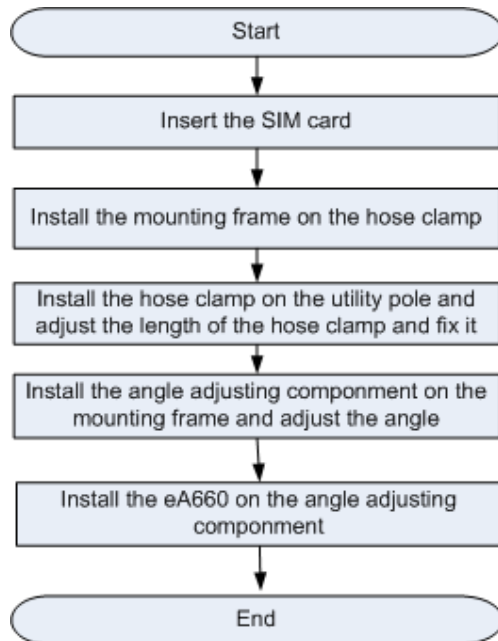 Start
Insert the SIM card
Install the mounting frame on the hose clamp
Install the hose clamp on the utility pole and
adjust the length of the hose clamp and fix it
Install the angle adjusting componment on the
mounting frame and adjust the angle
Install the eA660 on the angle adjusting
componment
End